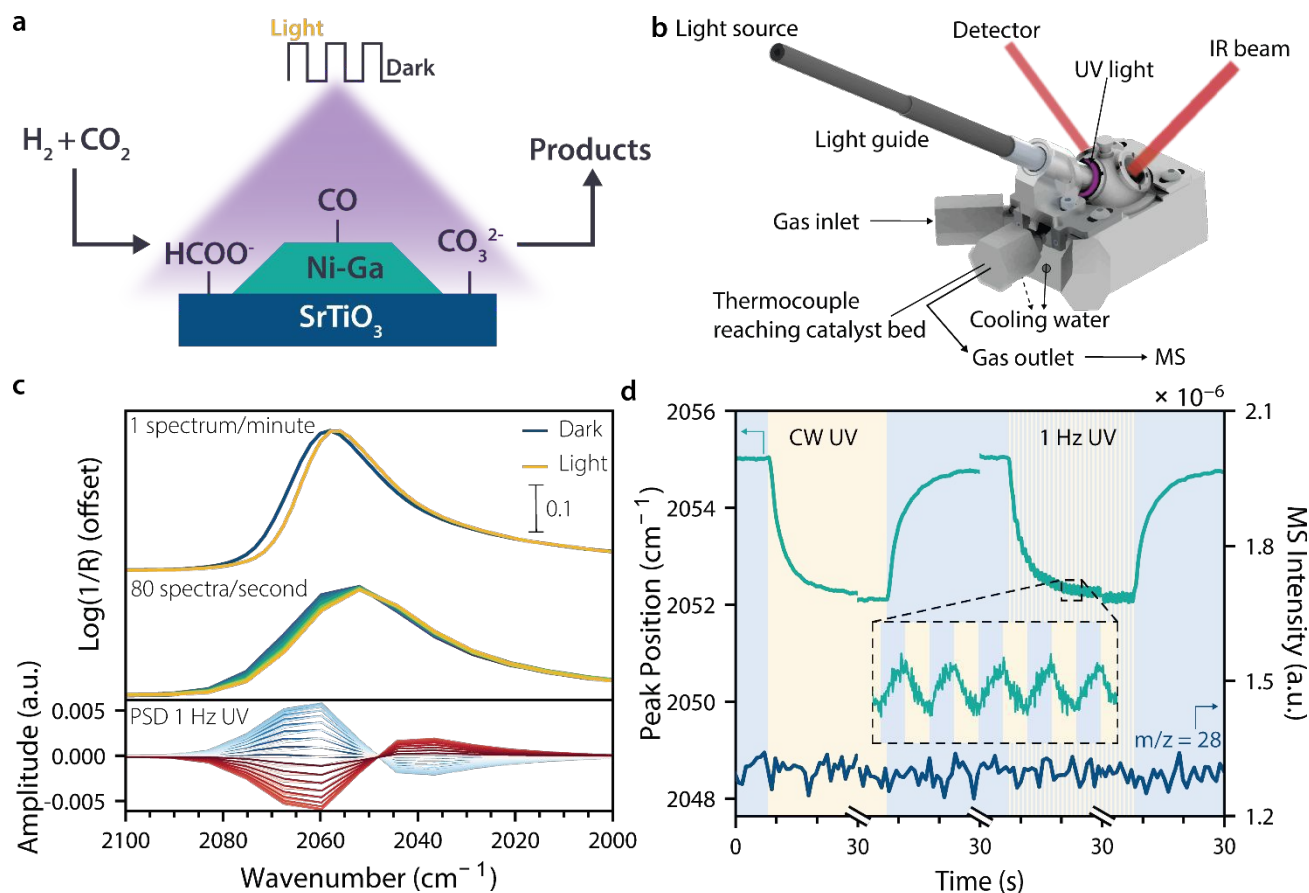 a
Light
Dark
H₂ + CO₂
Products
CO
HCOO⁻
CO₃²⁻
Ni-Ga
SrTiO₃
b
Light source
Detector
IR beam
UV light
Light guide
Gas inlet
Thermocouple
reaching catalyst bed
Cooling water
Gas outlet
MS
c
Log(1/R) (offset)
1 spectrum/minute
Dark
Light
0.1
80 spectra/second
Amplitude (a.u.)
PSD 1 Hz UV
0.005
0.000
-0.005
2100
2080
2060
2040
2020
2000
Wavenumber (cm⁻¹)
d
× 10⁻⁶
Peak Position (cm⁻¹)
2056
2054
2052
2050
2048
CW UV
1 Hz UV
m/z = 28
2.1
1.8
1.5
1.2
MS Intensity (a.u.)
0
30
30
30
30
Time (s)